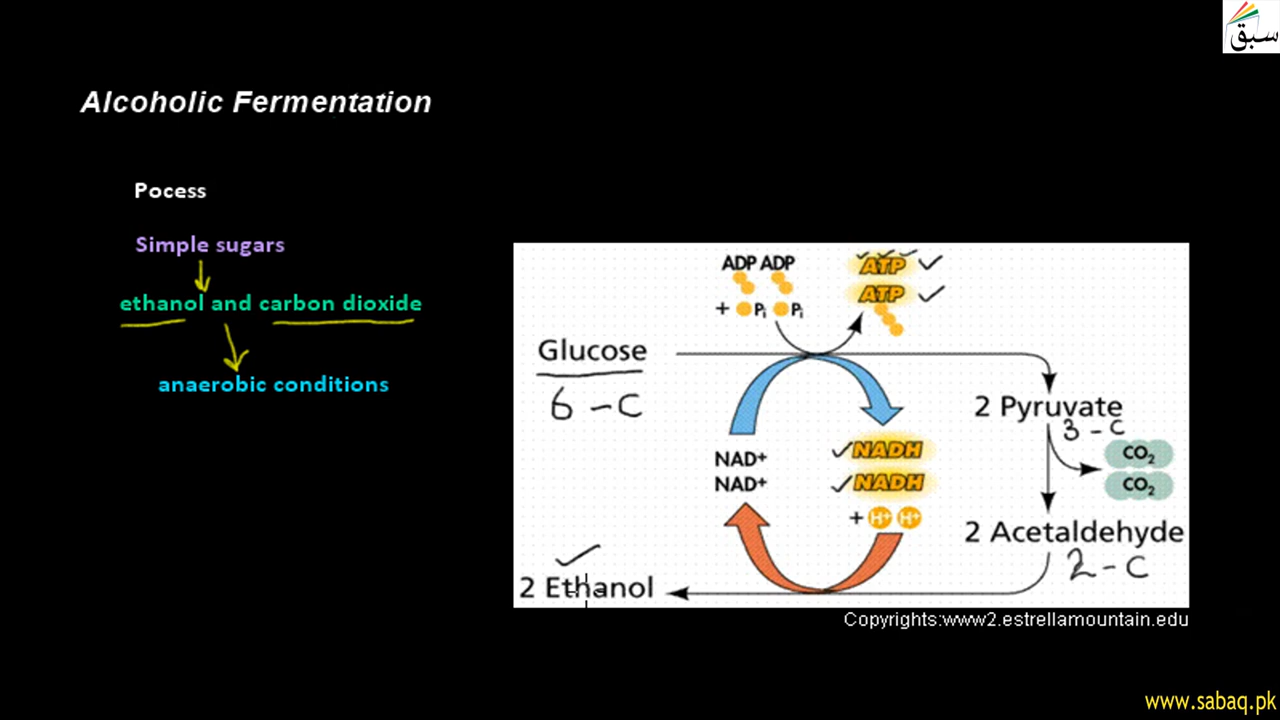 سبق
Alcoholic Fermentation
Pocess
Simple sugars
ethanol and carbon dioxide
anaerobic conditions
ADP ADP
+ Pi Pi
ATP
ATP
Glucose
6 - C
2 Pyruvate
3 - C
CO2
CO2
NAD+
NAD+
NADH
NADH
+ H+ H+
2 Acetaldehyde
2 - C
2 Ethanol
Copyrights:www2.estrellamountain.edu
www.sabaq.pk